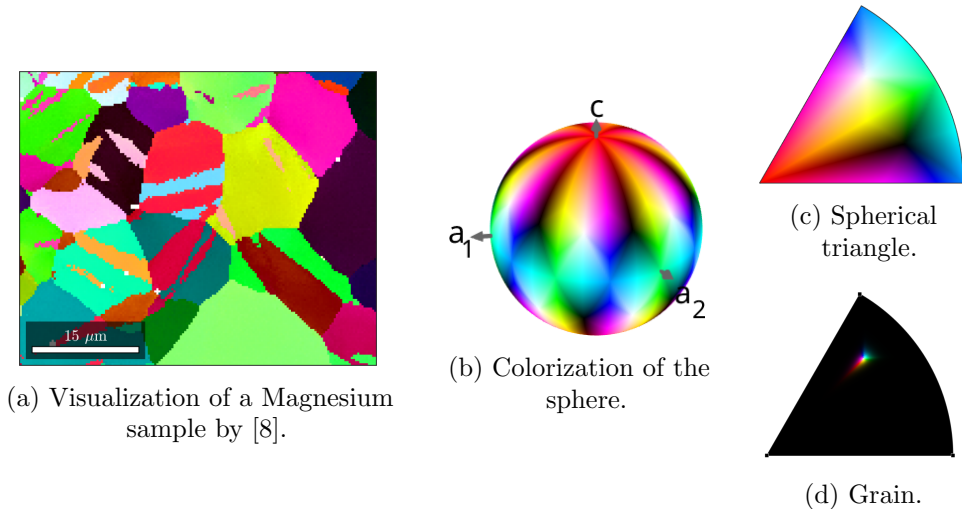 15 μm
(a) Visualization of a Magnesium
sample by [8].
c
a1
a2
(b) Colorization of the
sphere.
(c) Spherical
triangle.
(d) Grain.